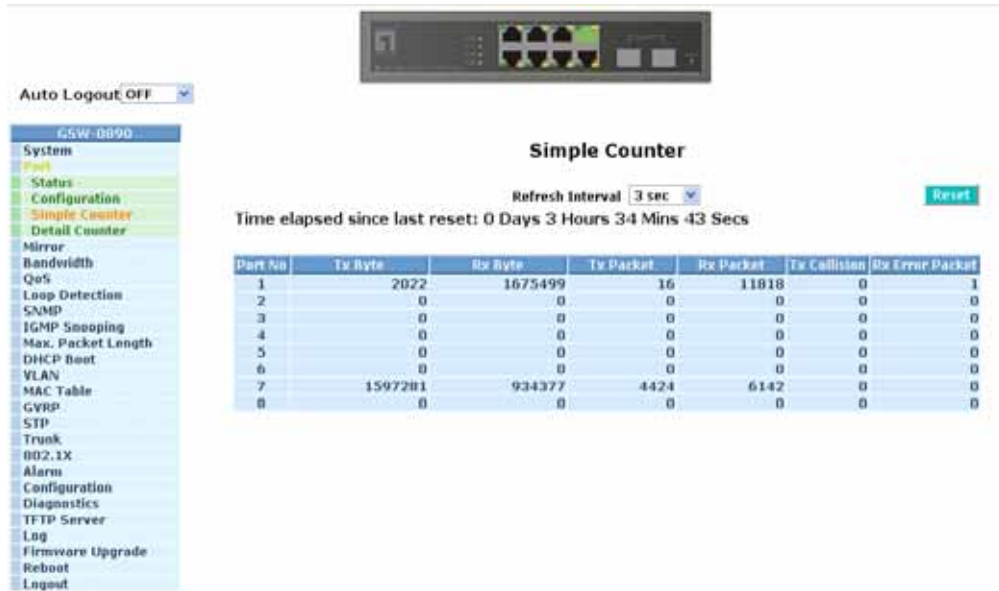 Auto Logout OFF
GSW-0890
System
Port
Status
Configuration
Simple Counter
Detail Counter
Mirror
Bandwidth
QoS
Loop Detection
SNMP
IGMP Snooping
Max. Packet Length
DHCP Boot
VLAN
MAC Table
GVRP
STP
Trunk
802.1X
Alarm
Configuration
Diagnostics
TFTP Server
Log
Firmware Upgrade
Reboot
Logout
Simple Counter
Refresh Interval 3 sec Reset
Time elapsed since last reset: 0 Days 3 Hours 34 Mins 43 Secs
Port No Tx Byte Rx Byte Tx Packet Rx Packet Tx Collision Rx Error Packet
1 2022 1675499 16 11818 0 1
2 0 0 0 0 0 0
3 0 0 0 0 0 0
4 0 0 0 0 0 0
5 0 0 0 0 0 0
6 0 0 0 0 0 0
7 1597281 934377 4424 6142 0 0
8 0 0 0 0 0 0